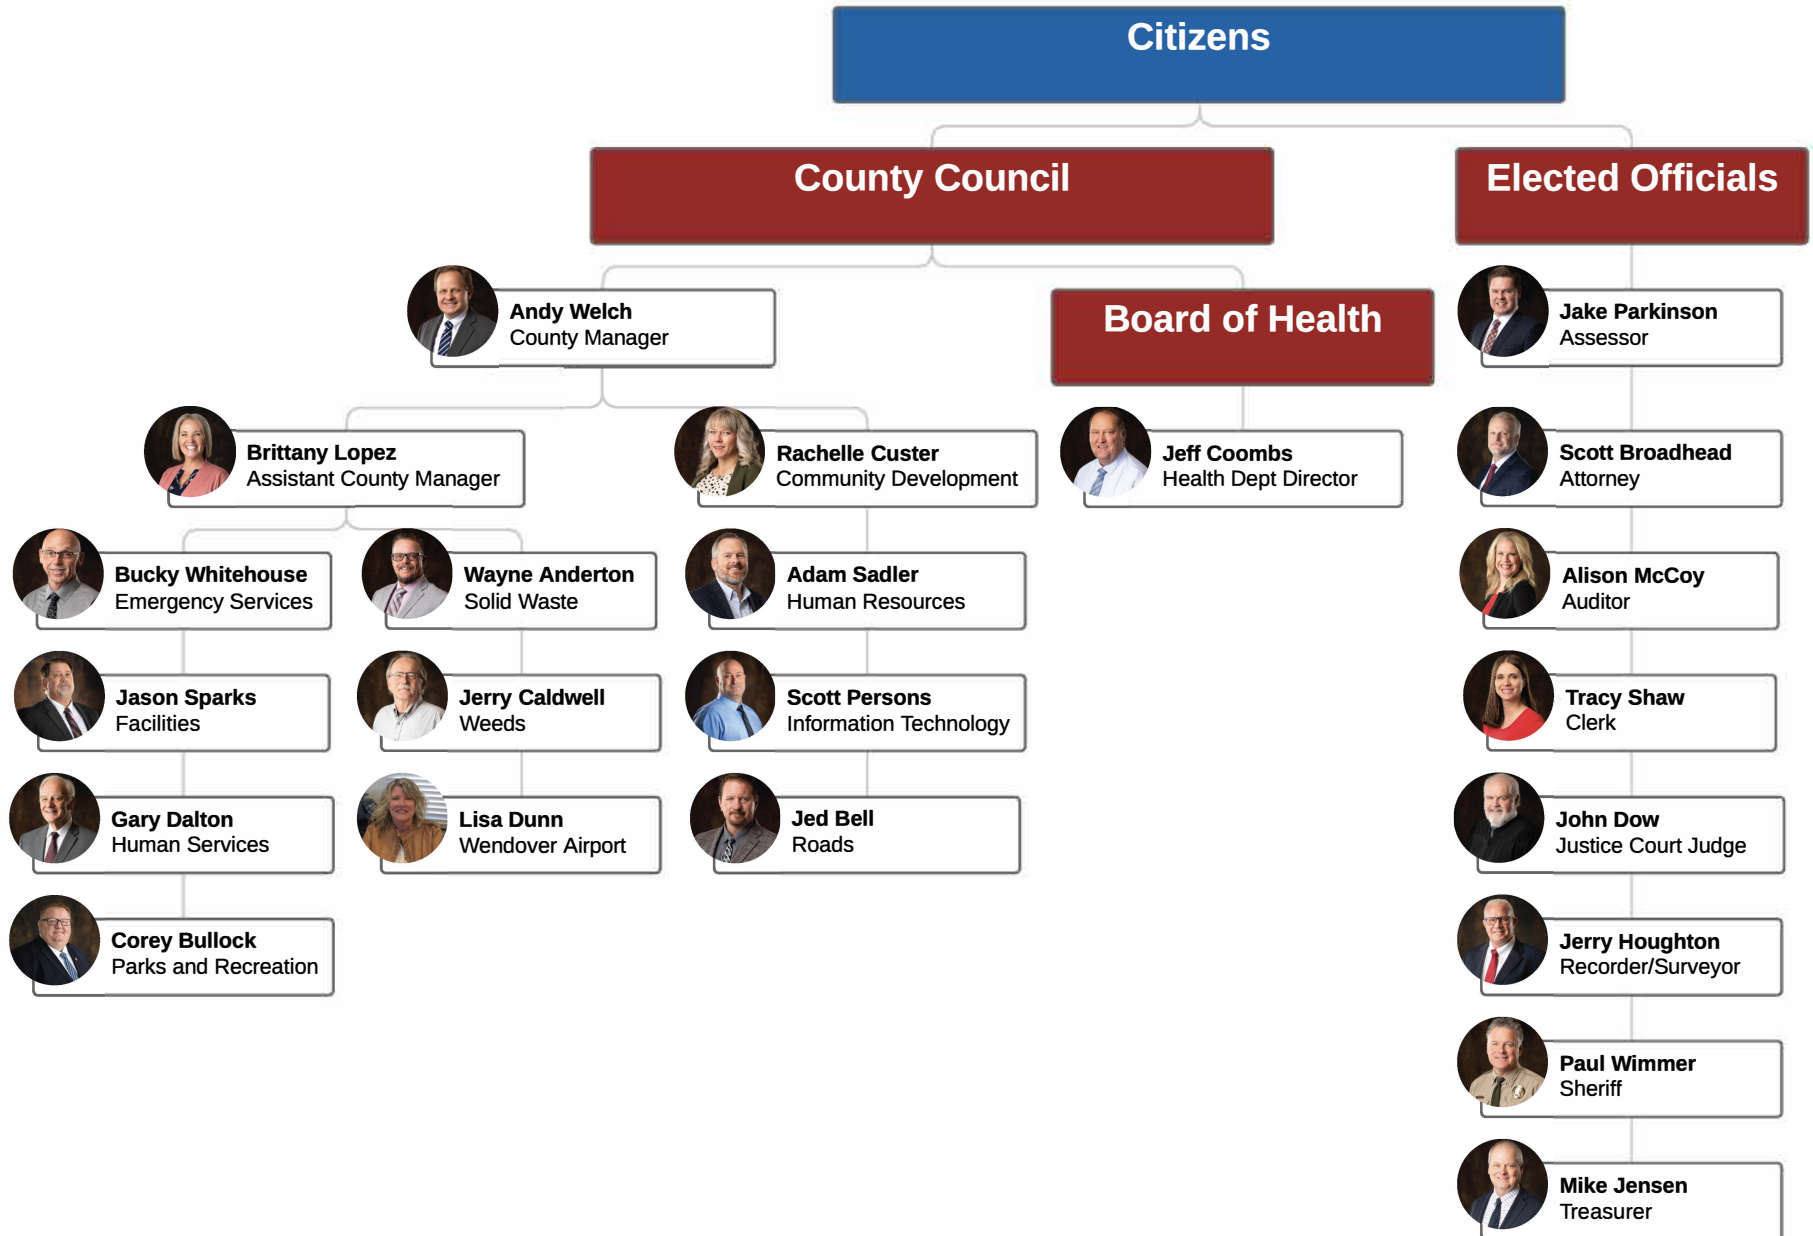 Citizens
County Council
Elected Officials
Andy Welch
County Manager
Board of Health
Jake Parkinson
Assessor
Brittany Lopez
Assistant County Manager
Rachelle Custer
Community Development
Jeff Coombs
Health Dept Director
Scott Broadhead
Attorney
Bucky Whitehouse
Emergency Services
Wayne Anderton
Solid Waste
Adam Sadler
Human Resources
Alison McCoy
Auditor
Jason Sparks
Facilities
Jerry Caldwell
Weeds
Scott Persons
Information Technology
Tracy Shaw
Clerk
Gary Dalton
Human Services
Lisa Dunn
Wendover Airport
Jed Bell
Roads
John Dow
Justice Court Judge
Corey Bullock
Parks and Recreation
Jerry Houghton
Recorder/Surveyor
Paul Wimmer
Sheriff
Mike Jensen
Treasurer